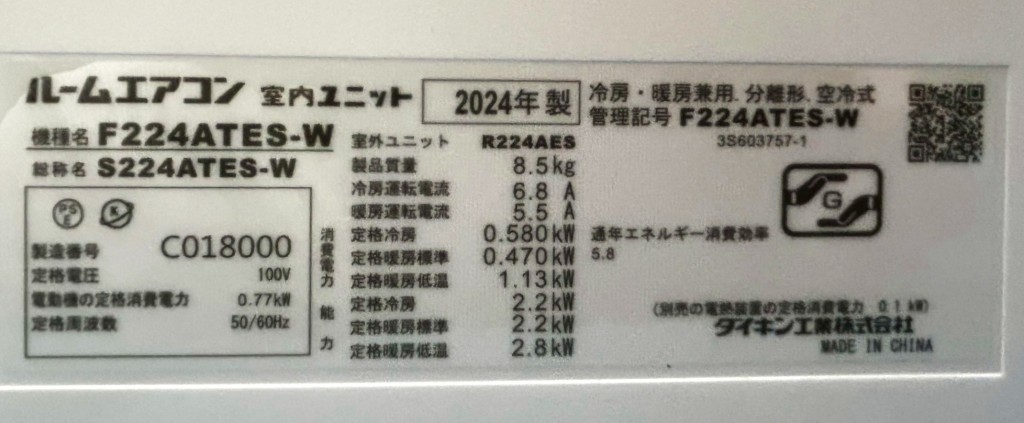 ルームエアコン 室内ユニット 2024年 製
機種名 F224ATES-W
総称名 S224ATES-W
PS E
K
製造番号 C018000
定格電圧 100V
電動機の定格消費電力 0.77kW
定格周波数 50/60Hz
室外ユニット R224AES
製品質量 8.5kg
冷房運転電流 6.8 A
暖房運転電流 5.5 A
消費電力
定格冷房 0.580kW
定格暖房標準 0.470kW
定格暖房低温 1.13kW
能力
定格冷房 2.2kW
定格暖房標準 2.2kW
定格暖房低温 2.8kW
冷房・暖房兼用.分離形.空冷式
管理記号 F224ATES-W
3S603757-1
G
通年エネルギー消費効率
5.8
(別売の電熱装置の定格消費電力 0.1 kW)
ダイキン工業株式会社
MADE IN CHINA